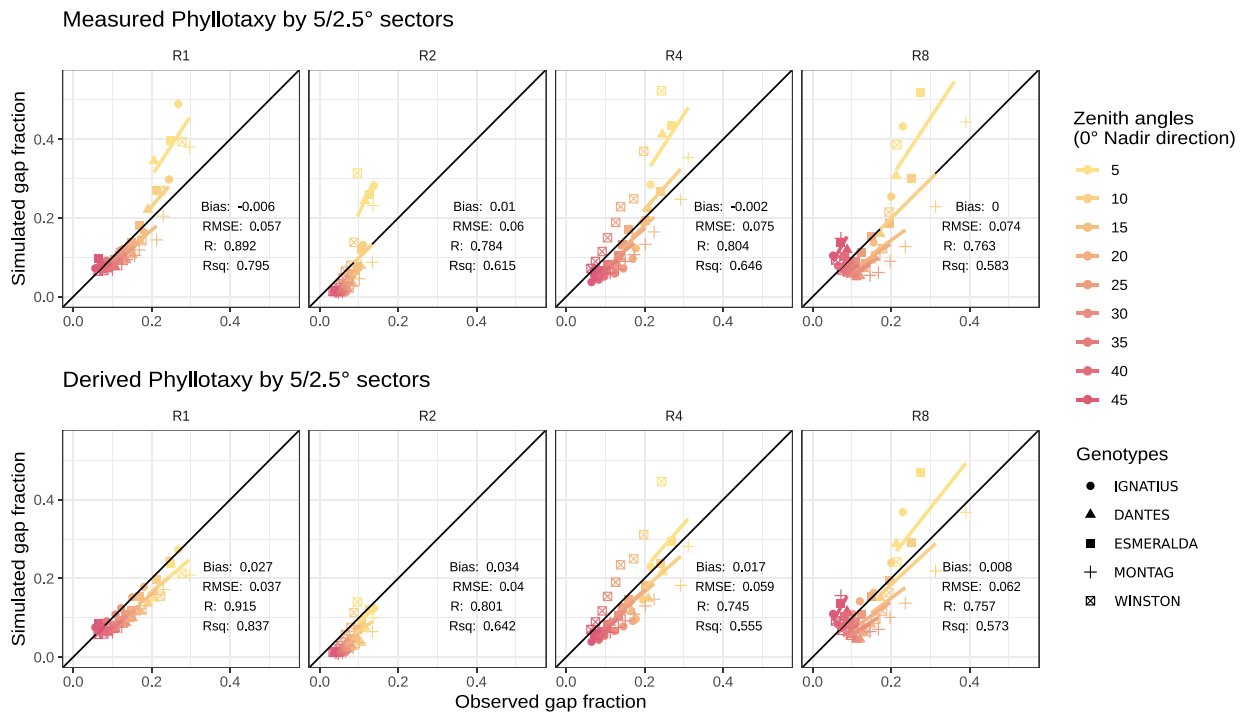 Measured Phyllotaxy by 5/2.5° sectors
R1
R2
R4
R8
Simulated gap fraction
0.4
0.2
0.0
Bias: -0.006
RMSE: 0.057
R: 0.892
Rsq: 0.795
Bias: 0.01
RMSE: 0.06
R: 0.784
Rsq: 0.615
Bias: -0.002
RMSE: 0.075
R: 0.804
Rsq: 0.646
Bias: 0
RMSE: 0.074
R: 0.763
Rsq: 0.583
0.0 0.2 0.4
0.0 0.2 0.4
0.0 0.2 0.4
0.0 0.2 0.4
Derived Phyllotaxy by 5/2.5° sectors
R1
R2
R4
R8
Simulated gap fraction
0.4
0.2
0.0
Bias: 0.027
RMSE: 0.037
R: 0.915
Rsq: 0.837
Bias: 0.034
RMSE: 0.04
R: 0.801
Rsq: 0.642
Bias: 0.017
RMSE: 0.059
R: 0.745
Rsq: 0.555
Bias: 0.008
RMSE: 0.062
R: 0.757
Rsq: 0.573
0.0 0.2 0.4
0.0 0.2 0.4
0.0 0.2 0.4
0.0 0.2 0.4
Observed gap fraction
Zenith angles
(0° Nadir direction)
5
10
15
20
25
30
35
40
45
Genotypes
IGNATIUS
DANTES
ESMERALDA
MONTAG
WINSTON